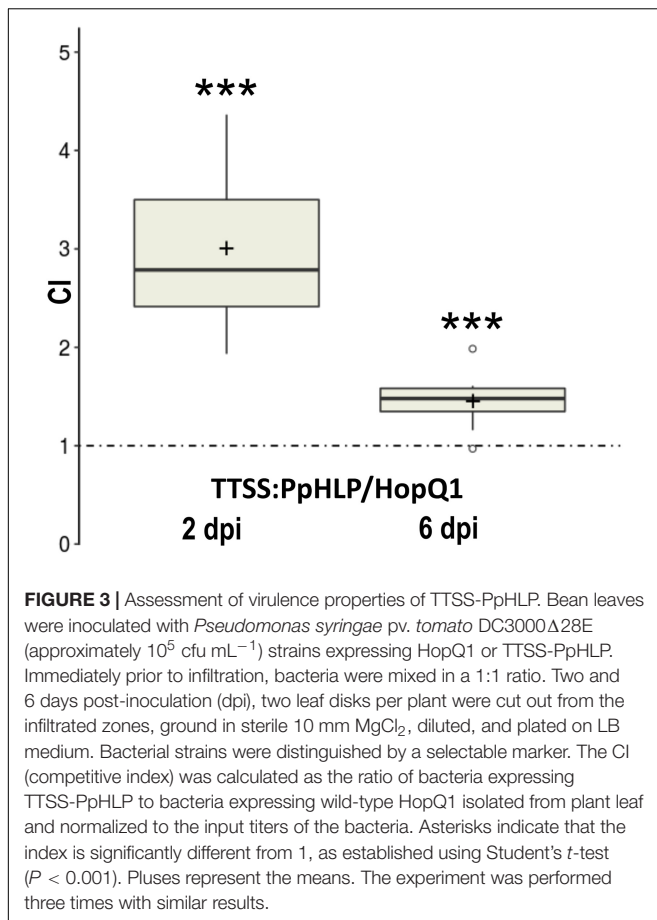 5
***
4
3
CI
***
2
1
TTSS:PpHLP/HopQ1
2 dpi 6 dpi
0
FIGURE 3 | Assessment of virulence properties of TTSS-PpHLP. Bean leaves
were inoculated with Pseudomonas syringae pv. tomato DC3000Δ28E
(approximately 10⁵ cfu mL⁻¹) strains expressing HopQ1 or TTSS-PpHLP.
Immediately prior to infiltration, bacteria were mixed in a 1:1 ratio. Two and
6 days post-inoculation (dpi), two leaf disks per plant were cut out from the
infiltrated zones, ground in sterile 10 mm MgCl₂, diluted, and plated on LB
medium. Bacterial strains were distinguished by a selectable marker. The CI
(competitive index) was calculated as the ratio of bacteria expressing
TTSS-PpHLP to bacteria expressing wild-type HopQ1 isolated from plant leaf
and normalized to the input titers of the bacteria. Asterisks indicate that the
index is significantly different from 1, as established using Student's t-test
(P < 0.001). Pluses represent the means. The experiment was performed
three times with similar results.